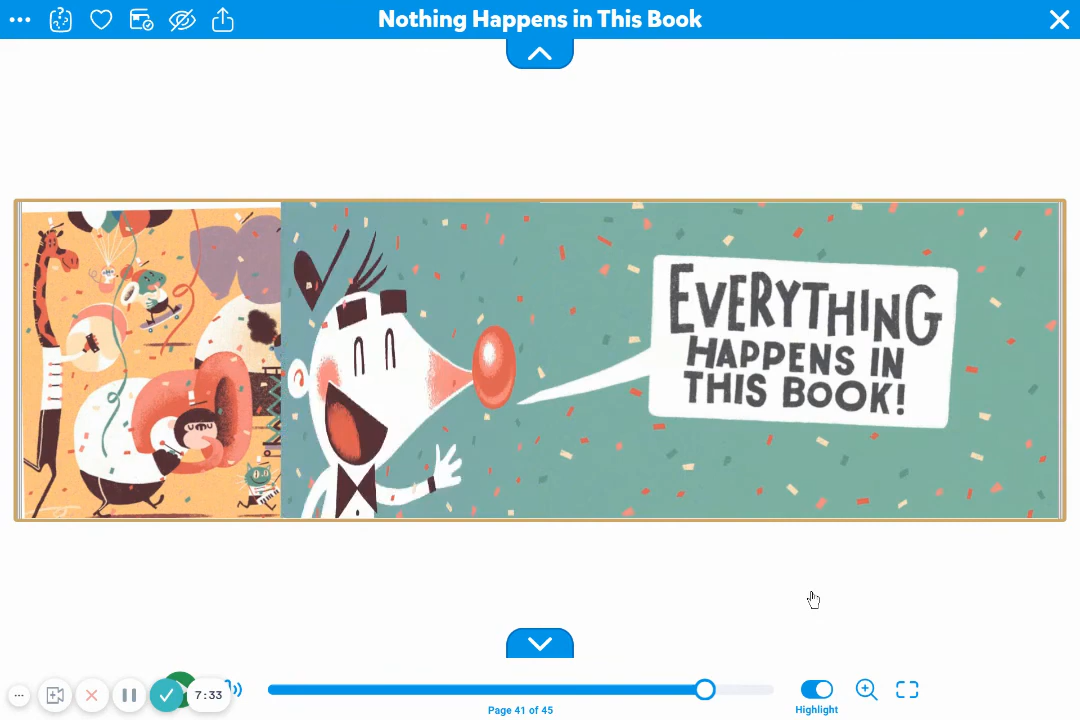 Nothing Happens in This Book
EVERYTHING
HAPPENS IN
THIS BOOK!
7:33
Page 41 of 45
Highlight